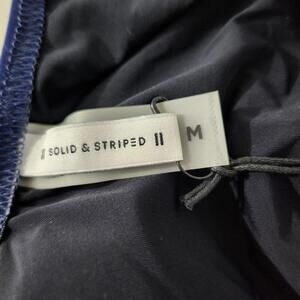 || SOLID & STRIPED ||
M